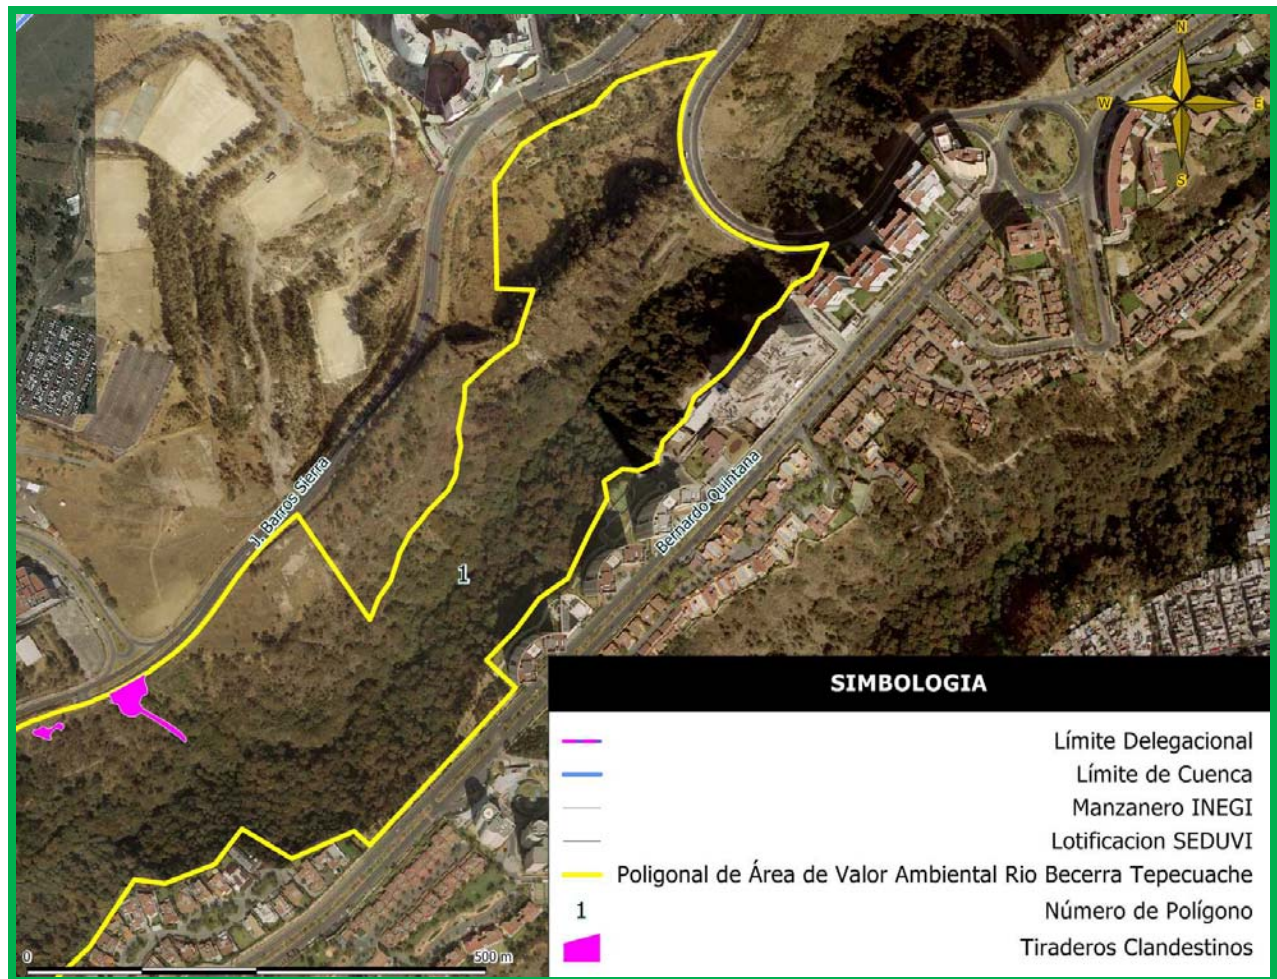 N
W E
S
J. Barros Sierra
Bernardo Quintana
1
SIMBOLOGIA
Límite Delegacional
Límite de Cuenca
Manzanero INEGI
Lotificacion SEDUVI
Poligonal de Área de Valor Ambiental Rio Becerra Tepecuache
1 Número de Polígono
Tiraderos Clandestinos
0 500 m